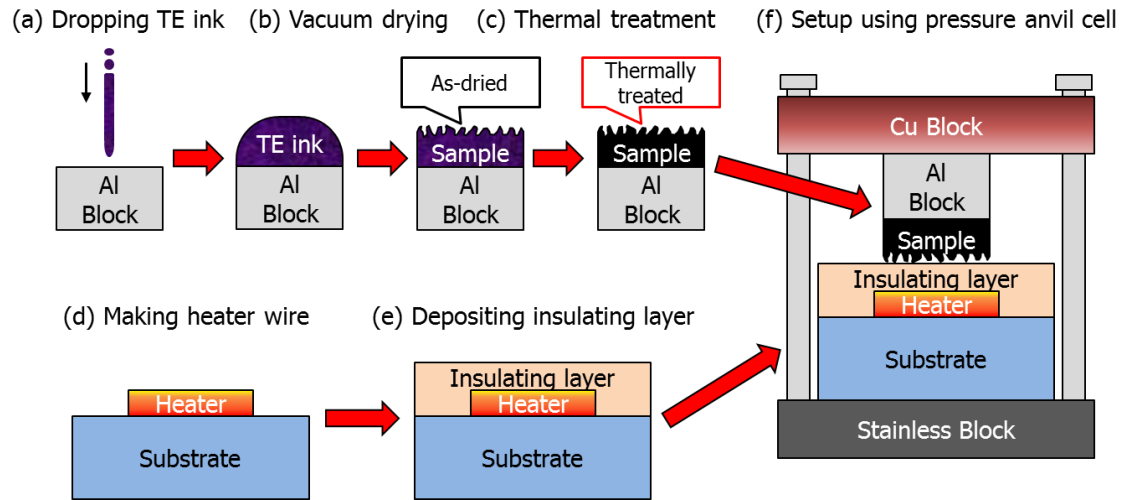 (a) Dropping TE ink
(b) Vacuum drying
(c) Thermal treatment
(f) Setup using pressure anvil cell
As-dried
Thermally
treated
TE ink
Sample
Sample
Al
Block
Al
Block
Al
Block
Al
Block
Cu Block
Al
Block
Sample
Insulating layer
Heater
Substrate
Stainless Block
(d) Making heater wire
(e) Depositing insulating layer
Heater
Substrate
Insulating layer
Heater
Substrate